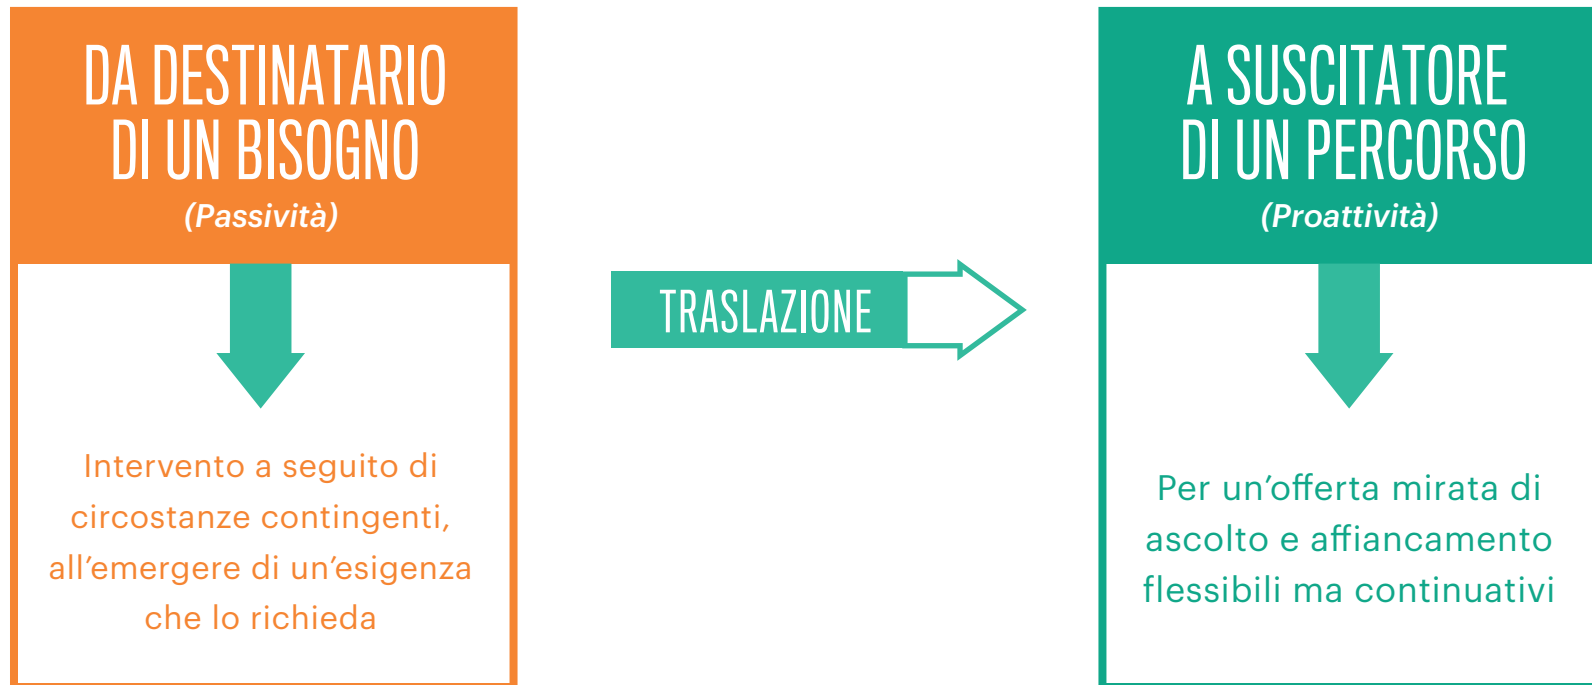 DA DESTINATARIO
DI UN BISOGNO
(Passività)
Intervento a seguito di
circostanze contingenti,
all’emergere di un’esigenza
che lo richieda
TRASLAZIONE
A SUSCITATORE
DI UN PERCORSO
(Proattività)
Per un’offerta mirata di
ascolto e affiancamento
flessibili ma continuativi